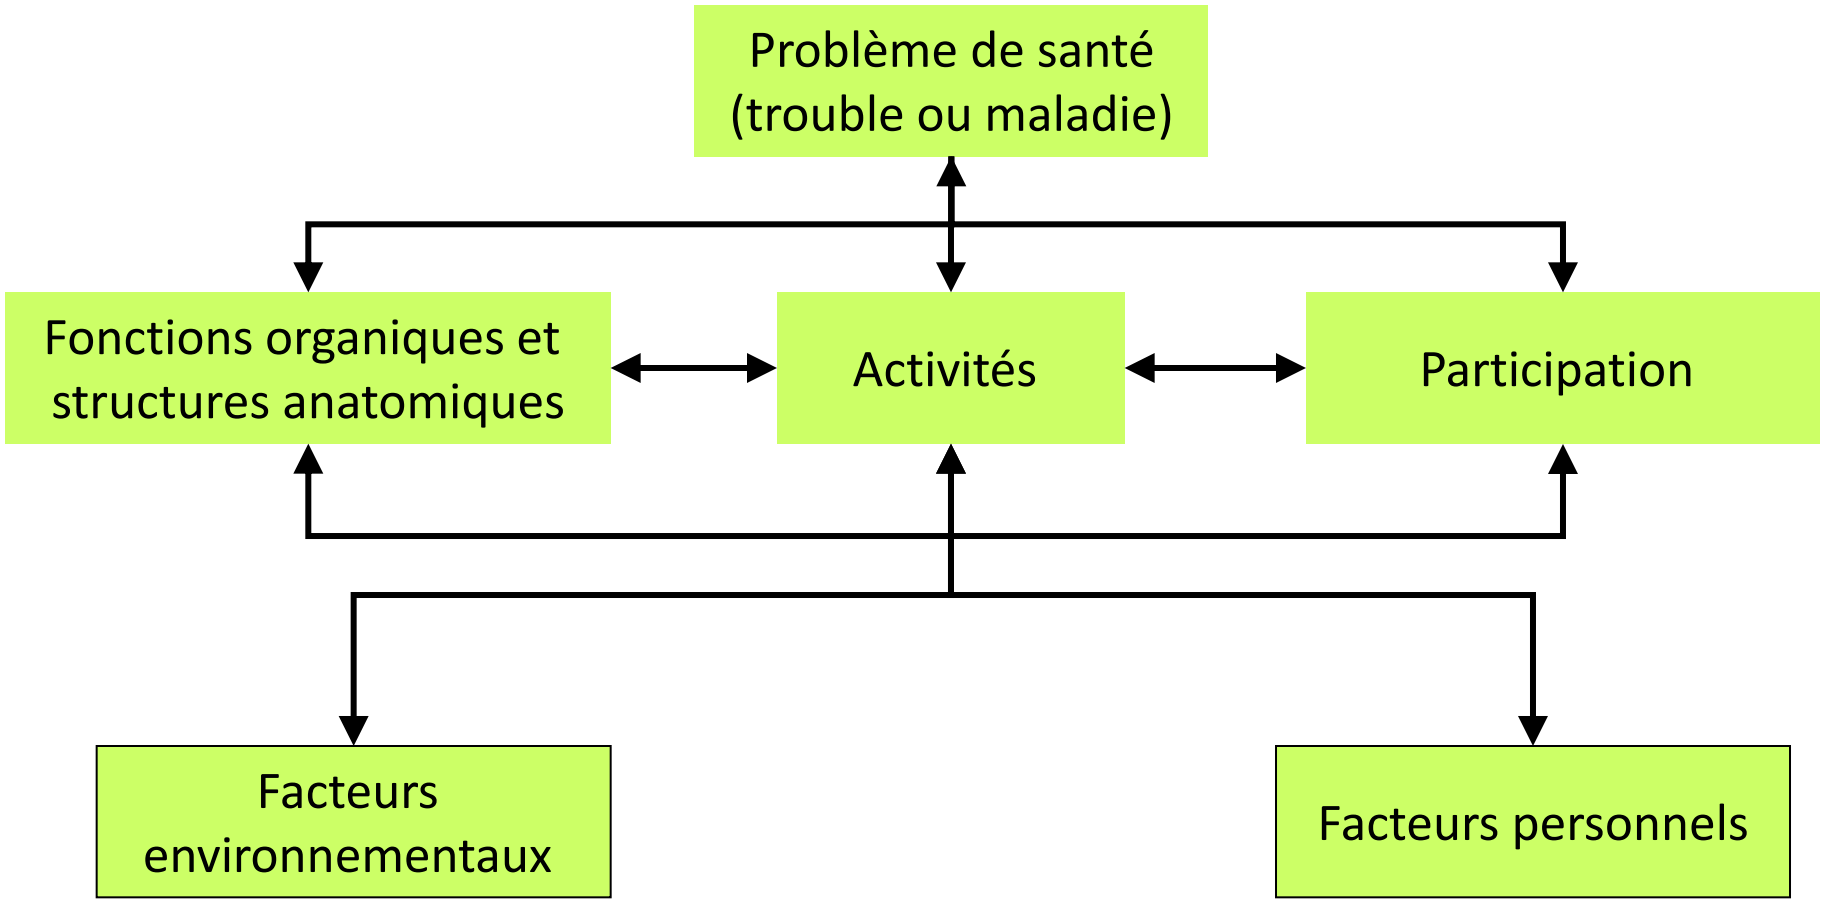 Problème de santé
(trouble ou maladie)
Fonctions organiques et
structures anatomiques
Activités
Participation
Facteurs
environnementaux
Facteurs personnels